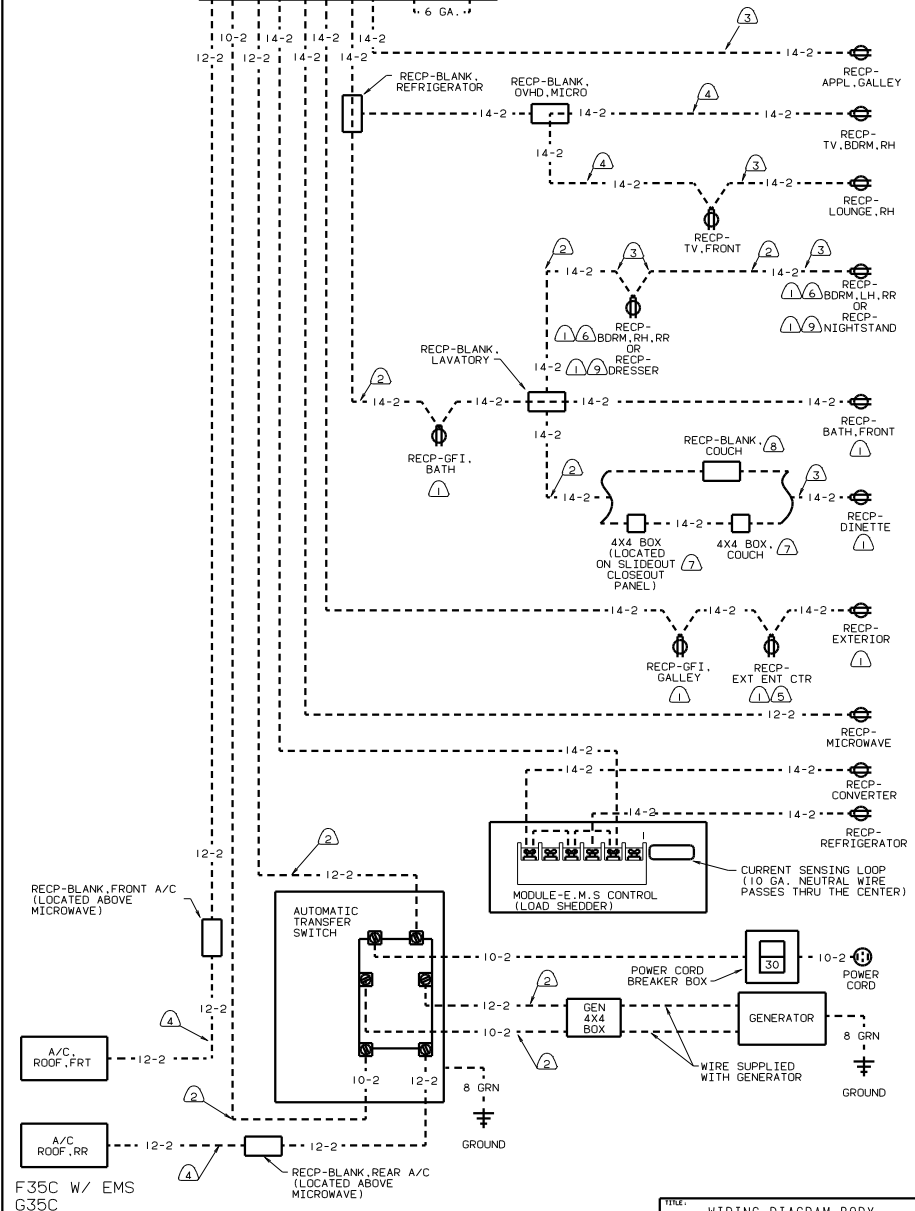 6 GA.
10-2 14-2 14-2 14-2
12-2 12-2 14-2 14-2
3
14-2
RECP-
APPL,GALLEY
RECP-BLANK,
REFRIGERATOR
RECP-BLANK,
OVHD,MICRO
4
14-2 14-2 14-2
RECP-
TV,BDRM,RH
14-2
4
3
14-2 14-2
RECP-
LOUNGE,RH
RECP-
TV,FRONT
2
3
2
3
14-2 14-2 14-2
1 6 RECP-
BDRM,LH,RR
OR
1 9 RECP-
NIGHTSTAND
1 6 RECP-
BDRM,RH,RR
OR
1 9 RECP-
DRESSER
RECP-BLANK,
LAVATORY
14-2
2
14-2 14-2 14-2 14-2
RECP-
BATH,FRONT
1
RECP-GFI,
BATH
1
14-2
RECP-BLANK,
COUCH 8
2
3
14-2 14-2
14-2
RECP-
DINETTE
1
4X4 BOX
(LOCATED
ON SLIDEOUT
CLOSEOUT
PANEL)
7
4X4 BOX,
COUCH
7
14-2 14-2 14-2
RECP-
EXTERIOR
1
RECP-GFI,
GALLEY
1
RECP-
EXT ENT CTR
1 5
12-2
RECP-
MICROWAVE
14-2
14-2 14-2
RECP-
CONVERTER
14-2 14-2
RECP-
REFRIGERATOR
1
CURRENT SENSING LOOP
(10 GA. NEUTRAL WIRE
PASSES THRU THE CENTER)
MODULE-E.M.S CONTROL
(LOAD SHEDDER)
12-2
2
12-2
RECP-BLANK,FRONT A/C
(LOCATED ABOVE
MICROWAVE)
AUTOMATIC
TRANSFER
SWITCH
10-2
30
POWER CORD
BREAKER BOX
10-2
POWER
CORD
12-2
2
12-2
10-2
2
GEN
4X4
BOX
GENERATOR
8 GRN
GROUND
WIRE SUPPLIED
WITH GENERATOR
4
A/C,
ROOF,FRT
12-2
10-2 12-2
8 GRN
GROUND
2
A/C
ROOF,RR
12-2 12-2
4
RECP-BLANK,REAR A/C
(LOCATED ABOVE
MICROWAVE)
F35C W/ EMS
G35C
TITLE:
WIRING DIAGRAM BODY